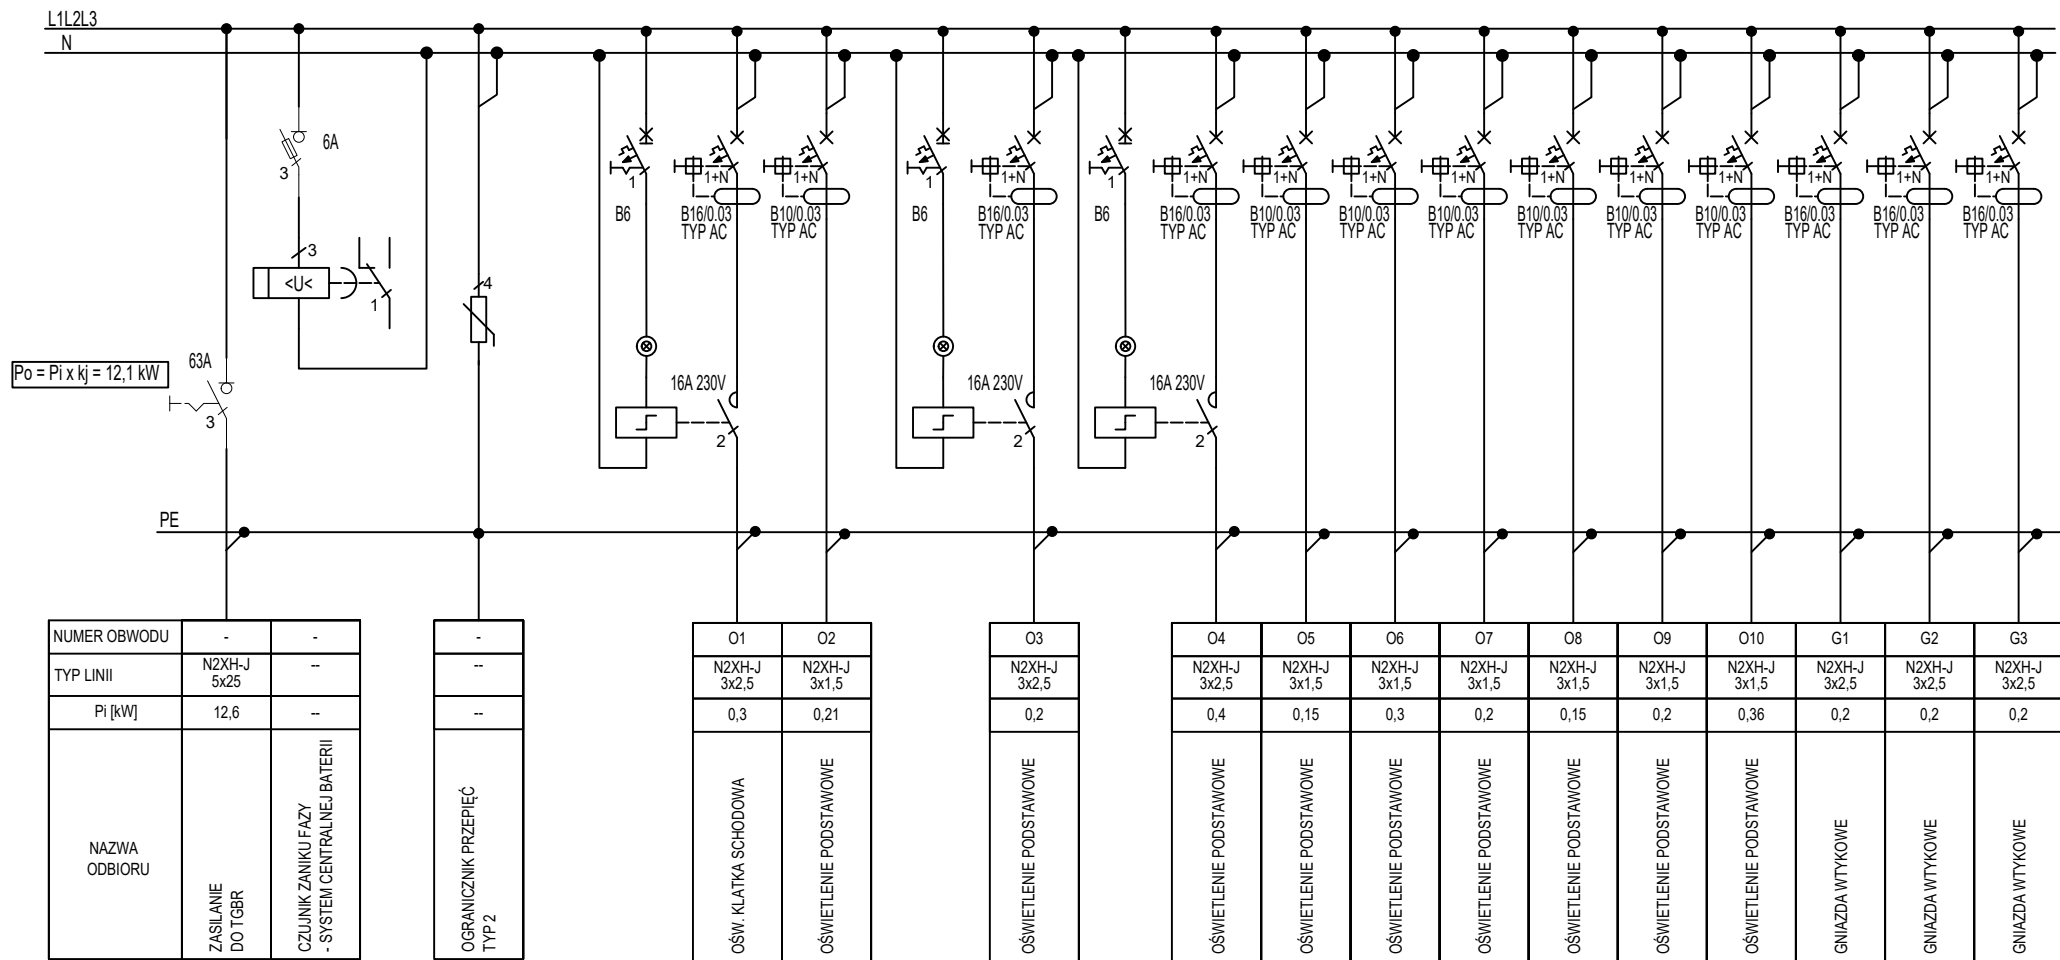 L1L2L3
N
6A
3
3
<U<
1
4
63A
3
Po = Pi x kj = 12,1 kW
1
B6
1+N
B16/0.03
TYP AC
1+N
B10/0.03
TYP AC
1
B6
1+N
B16/0.03
TYP AC
1
B6
1+N
B16/0.03
TYP AC
1+N
B10/0.03
TYP AC
1+N
B10/0.03
TYP AC
1+N
B10/0.03
TYP AC
1+N
B10/0.03
TYP AC
1+N
B10/0.03
TYP AC
1+N
B10/0.03
TYP AC
1+N
B16/0.03
TYP AC
1+N
B16/0.03
TYP AC
1+N
B16/0.03
TYP AC
16A 230V
2
16A 230V
2
16A 230V
2
PE
NUMER OBWODU - - - O1 O2 O3 O4 O5 O6 O7 O8 O9 O10 G1 G2 G3
TYP LINII
N2XH-J
5x25
--
--
N2XH-J
3x2,5
N2XH-J
3x1,5
N2XH-J
3x2,5
N2XH-J
3x2,5
N2XH-J
3x1,5
N2XH-J
3x1,5
N2XH-J
3x1,5
N2XH-J
3x1,5
N2XH-J
3x1,5
N2XH-J
3x1,5
N2XH-J
3x2,5
N2XH-J
3x2,5
N2XH-J
3x2,5
Pi [kW] 12,6 -- -- 0,3 0,21 0,2 0,4 0,15 0,3 0,2 0,15 0,2 0,36 0,2 0,2 0,2
NAZWA
ODBIORU
ZASILANIE
DO TGBR
CZUJNIK ZANIKU FAZY
- SYSTEM CENTRALNEJ BATERII
OGRANICZNIK PRZEPIĘĆ
TYP 2
OŚW. KLATKA SCHODOWA
OŚWIETLENIE PODSTAWOWE
OŚWIETLENIE PODSTAWOWE
OŚWIETLENIE PODSTAWOWE
OŚWIETLENIE PODSTAWOWE
OŚWIETLENIE PODSTAWOWE
OŚWIETLENIE PODSTAWOWE
OŚWIETLENIE PODSTAWOWE
OŚWIETLENIE PODSTAWOWE
OŚWIETLENIE PODSTAWOWE
GNIAZDA WTYKOWE
GNIAZDA WTYKOWE
GNIAZDA WTYKOWE